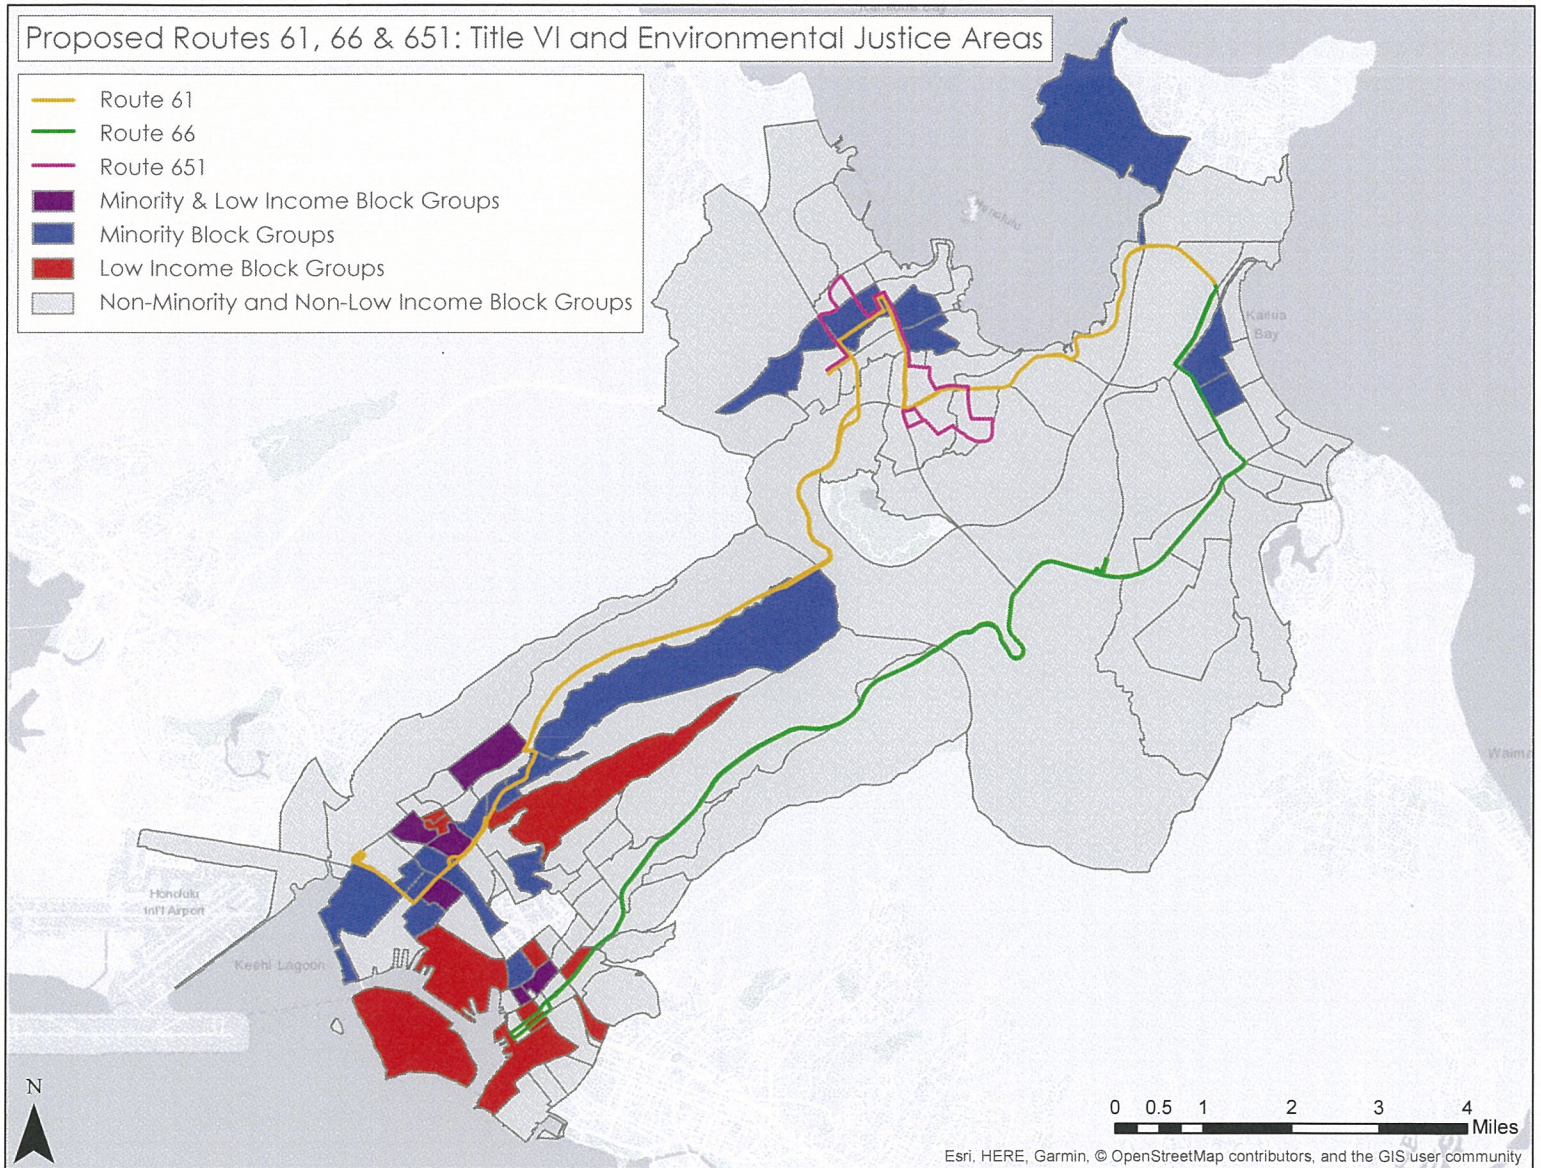 Proposed Routes 61, 66 & 651: Title VI and Environmental Justice Areas
Route 61
Route 66
Route 651
Minority & Low Income Block Groups
Minority Block Groups
Low Income Block Groups
Non-Minority and Non-Low Income Block Groups
Kailua
Bay
Honolulu
Int'l Airport
Keehi Lagoon
N
0 0.5 1 2 3 4
Miles
Esri, HERE, Garmin, © OpenStreetMap contributors, and the GIS user community